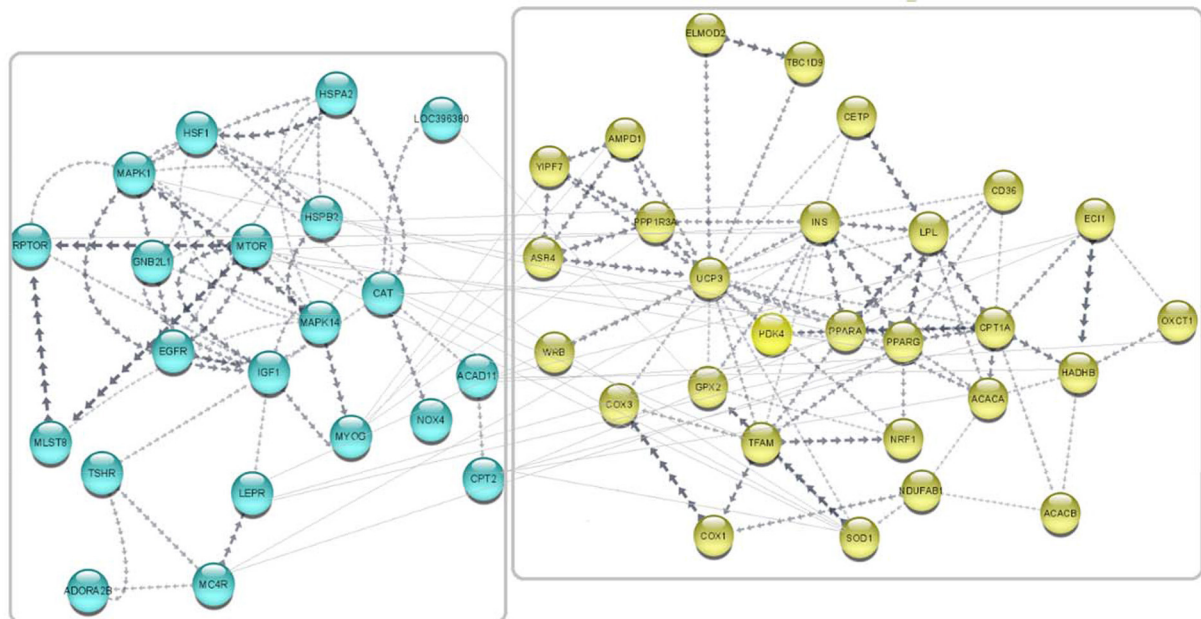 HSPA2
LOC396380
HSF1
MAPK1
HSPB2
RPTOR
MTOR
GNB2L1
CAT
MAPK14
EGFR
IGF1
ACAD11
NOX4
MLST8
MYOG
TSHR
LEPR
CPT2
ADORA2B
MC4R
ELMOD2
TBC1D9
CETP
AMPD1
YIPF7
CD36
PPP1R3A
INS
LPL
ECI1
ASB4
UCP3
WRB
PDK4
PPARA
PPARG
CPT1A
OXCT1
GPX2
HADHB
COX3
ACACA
TFAM
NRF1
NDUFAB1
ACACB
COX1
SOD1